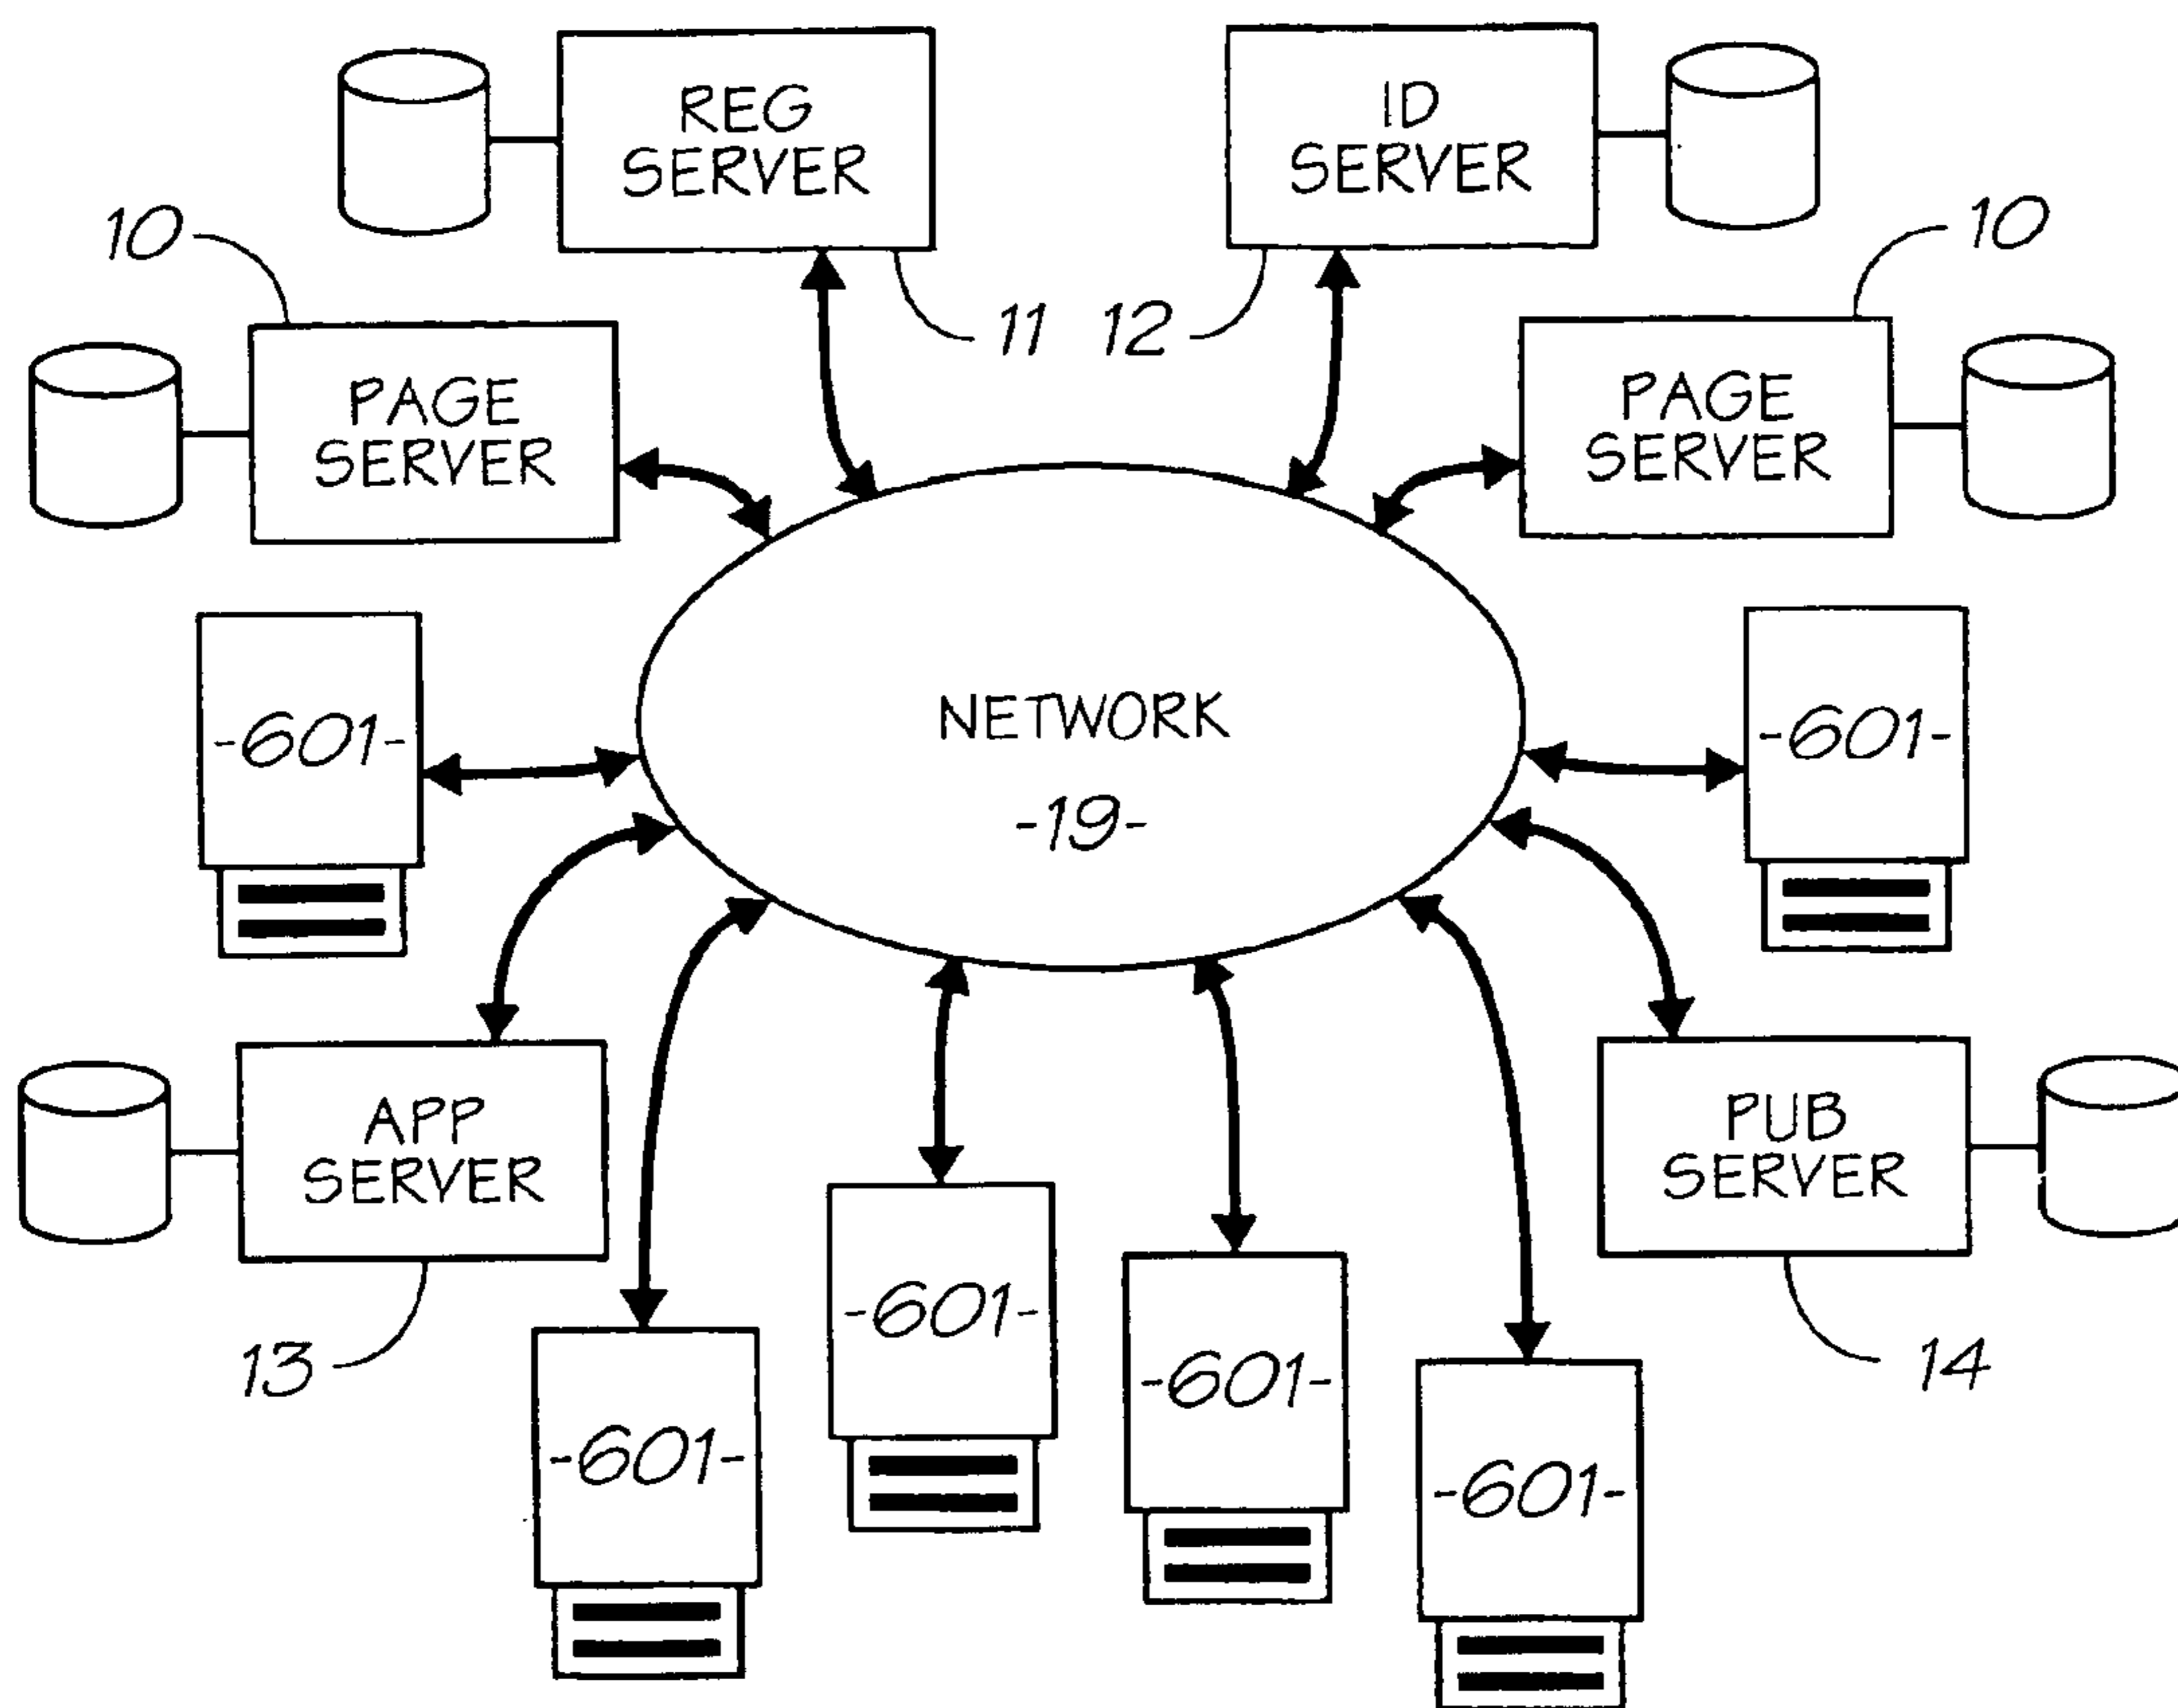 REG
SERVER
ID
SERVER
10
10
11
12
PAGE
SERVER
PAGE
SERVER
-601-
NETWORK
-19-
-601-
APP
SERVER
PUB
SERVER
-601-
-601-
13
14
-601-
-601-